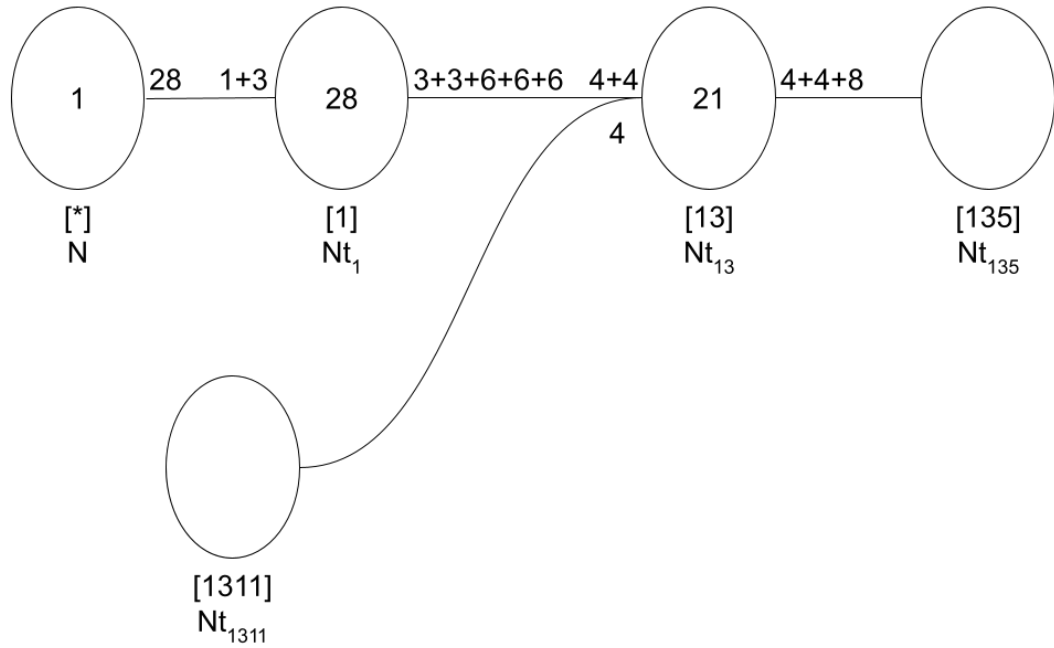 28 1+3 3+3+6+6+6 4+4 4+4+8
1 28 21
4
[*] [1] [13] [135]
N Nt₁ Nt₁₃ Nt₁₃₅
[1311]
Nt₁₃₁₁